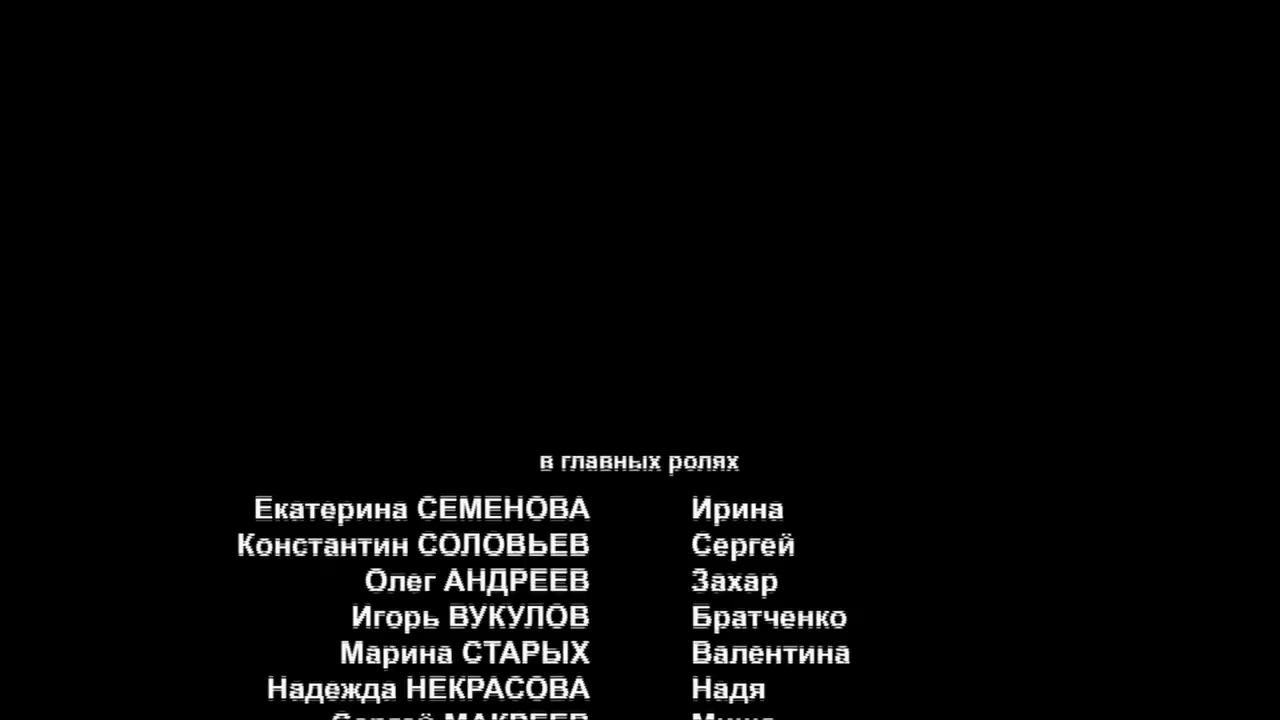 в главных ролях
Екатерина СЕМЕНОВА Ирина
Константин СОЛОВЬЕВ Сергей
Олег АНДРЕЕВ Захар
Игорь ВУКУЛОВ Братченко
Марина СТАРЫХ Валентина
Надежда НЕКРАСОВА Надя